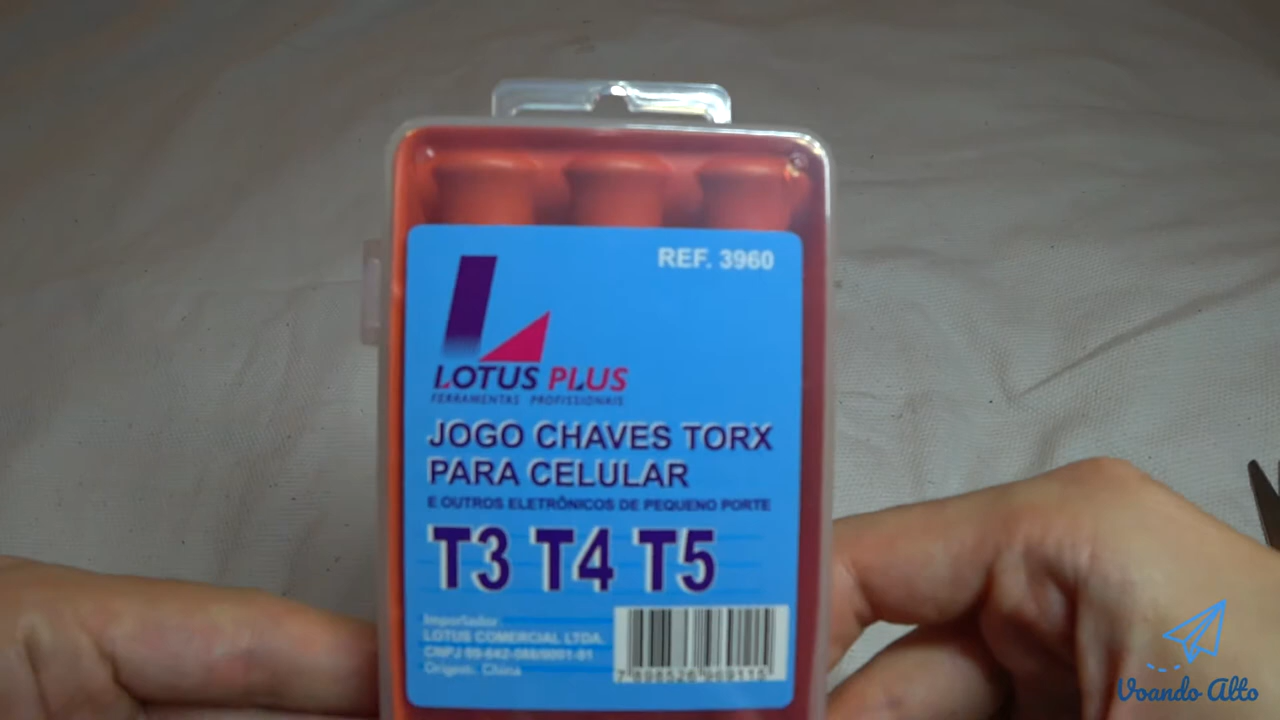 REF. 3960
LOTUS PLUS
FERRAMENTAS PROFISSIONAIS
JOGO CHAVES TORX
PARA CELULAR
E OUTROS ELETRÔNICOS DE PEQUENO PORTE
T3 T4 T5
Importador:
LOTUS COMERCIAL LTDA.
CNPJ
Origem: China
Voando Alto